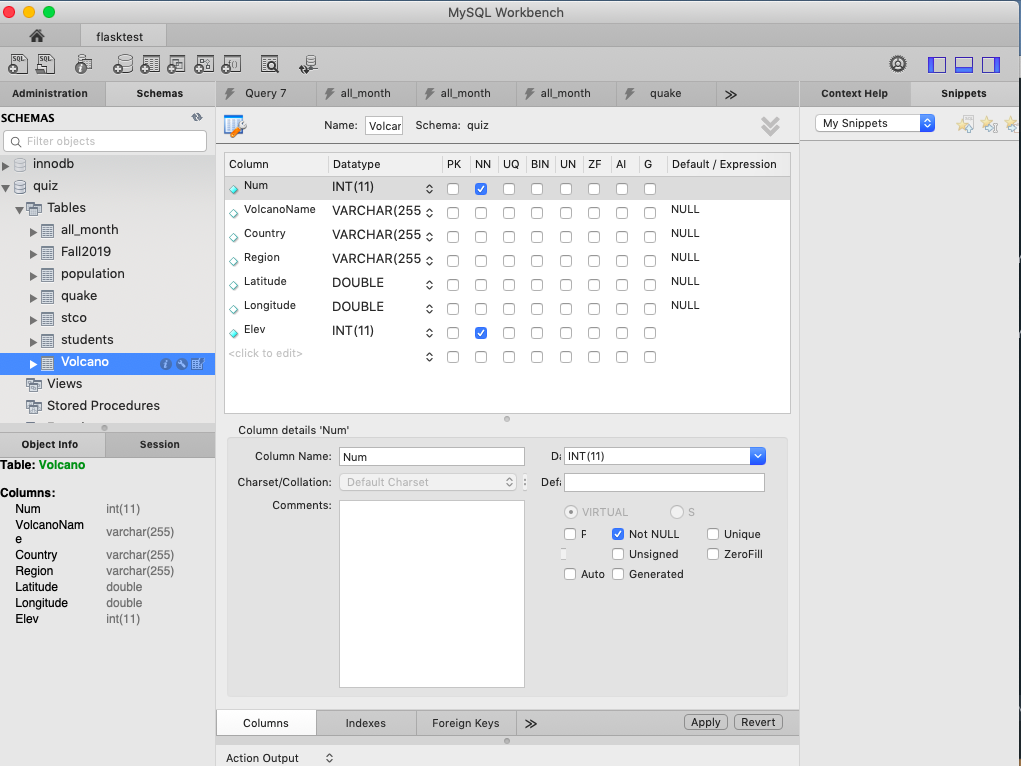 MySQL Workbench
flasktest
Administration
Schemas
Query 7
all_month
all_month
all_month
quake
Context Help
Snippets
SCHEMAS
Filter objects
innodb
quiz
Tables
all_month
Fall2019
population
quake
stco
students
Volcano
Views
Stored Procedures
Object Info
Session
Table: Volcano
Columns:
Num int(11)
VolcanoNam
e varchar(255)
Country varchar(255)
Region varchar(255)
Latitude double
Longitude double
Elev int(11)
Name: Volcar Schema: quiz
Column Datatype PK NN UQ BIN UN ZF AI G Default / Expression
Num INT(11)
VolcanoName VARCHAR(255 NULL
Country VARCHAR(255 NULL
Region VARCHAR(255 NULL
Latitude DOUBLE NULL
Longitude DOUBLE NULL
Elev INT(11)
<click to edit>
Column details 'Num'
Column Name: Num Da INT(11)
Charset/Collation: Default Charset Defa
Comments:
VIRTUAL S
P Not NULL Unique
Unsigned ZeroFill
Auto Generated
Columns Indexes Foreign Keys
Apply Revert
Action Output
My Snippets